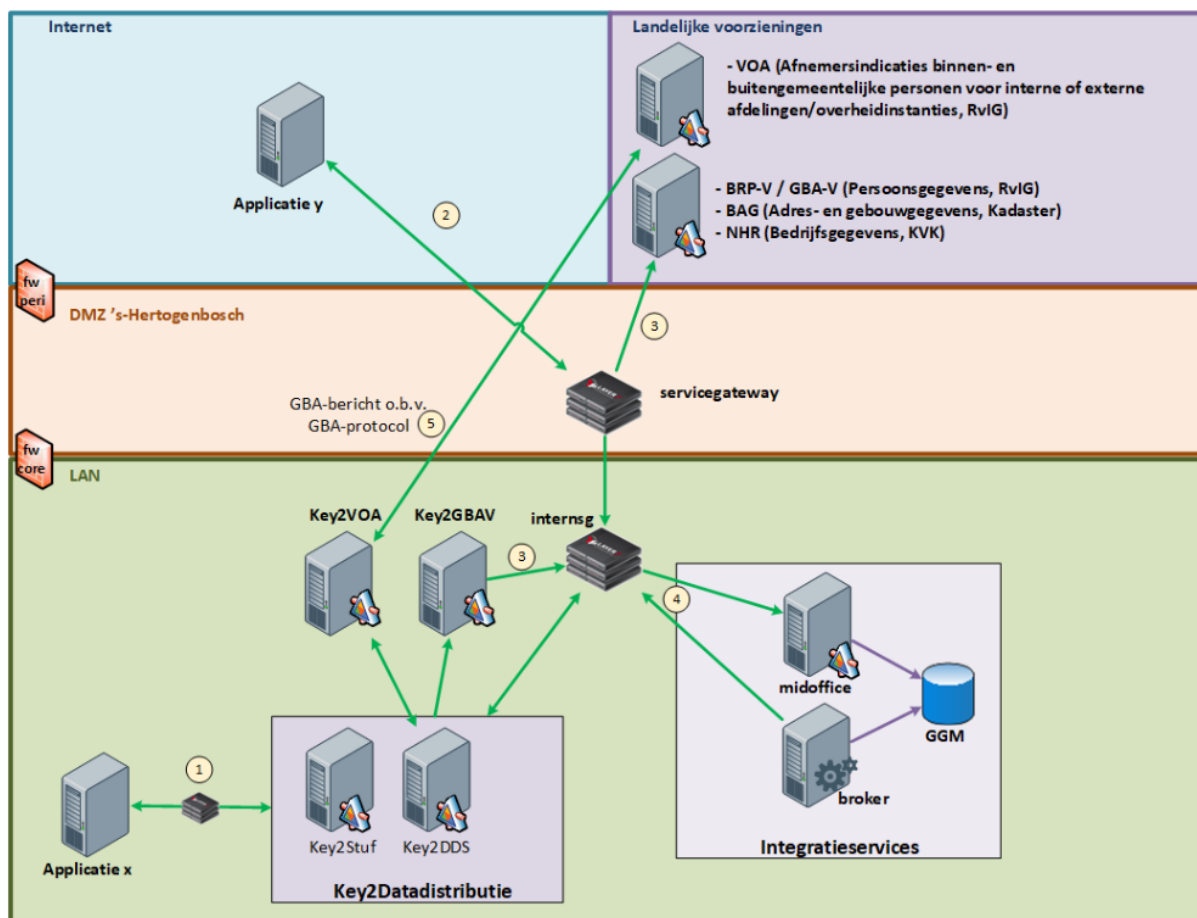 Internet
Landelijke voorzieningen
- VOA (Afnemersindicaties binnen- en
buitengemeentelijke personen voor interne of externe
afdelingen/overheidinstanties, RvIG)
Applicatie y
- BRP-V / GBA-V (Persoonsgegevens, RvIG)
- BAG (Adres- en gebouwgegevens, Kadaster)
- NHR (Bedrijfsgegevens, KVK)
2
fw
peri
DMZ 's-Hertogenbosch
3
servicegateway
GBA-bericht o.b.v.
GBA-protocol
5
fw
core
LAN
Key2VOA
Key2GBAV
internsg
3
4
midoffice
GGM
broker
Integratieservices
1
Applicatie x
Key2Stuf
Key2DDS
Key2Datadistributie